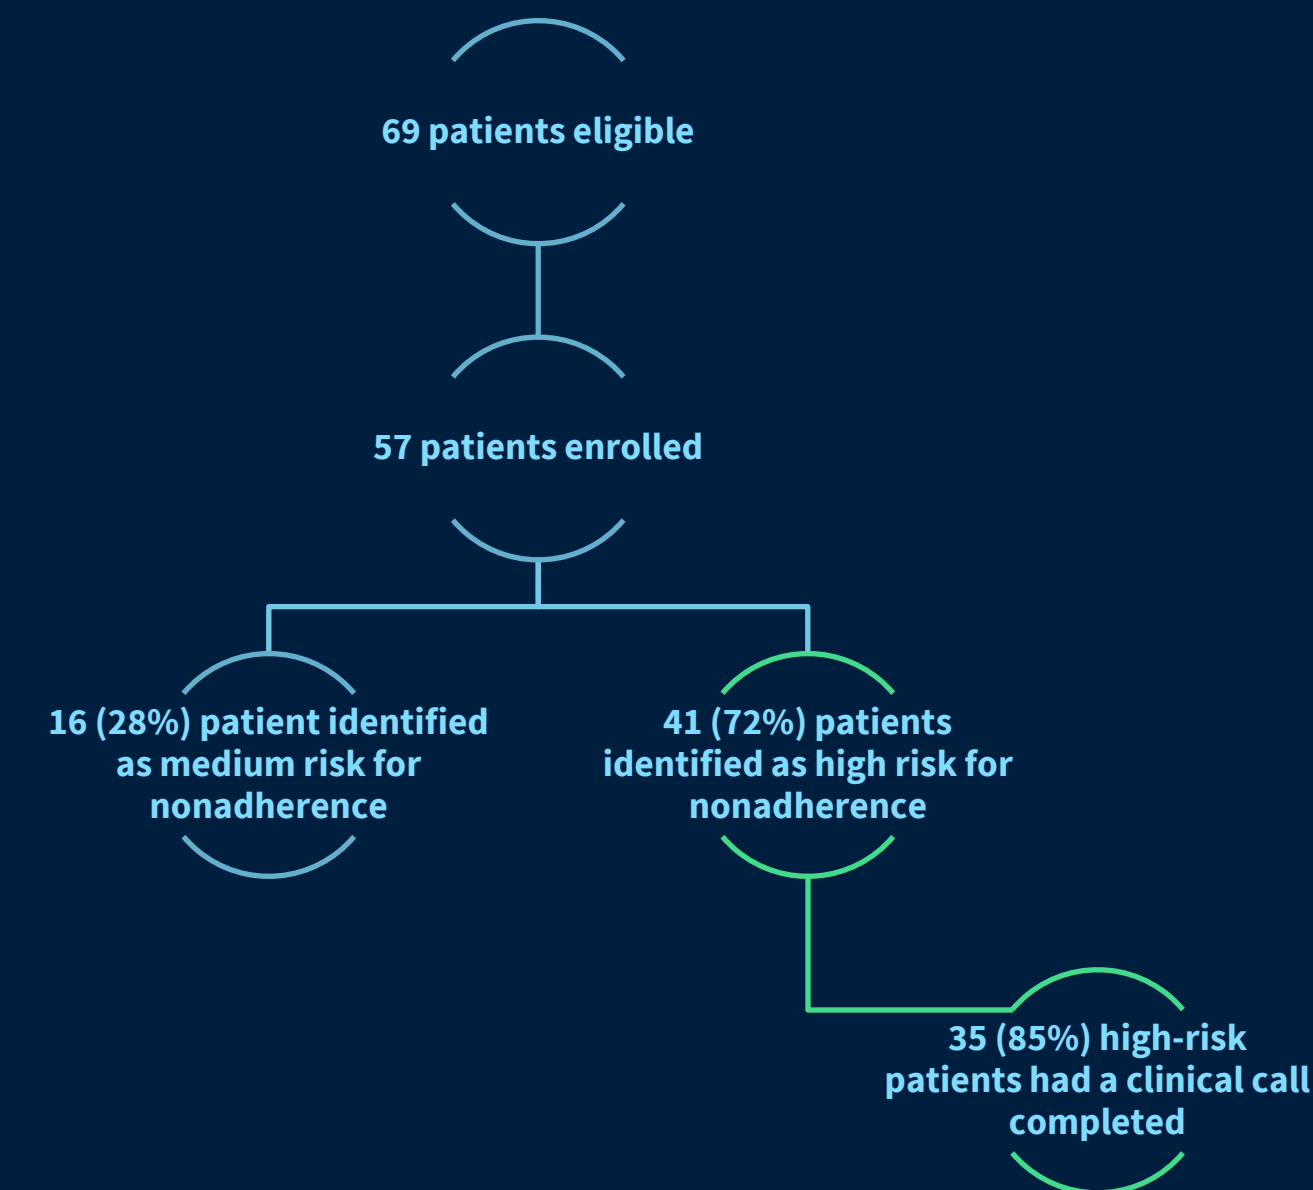 69 patients eligible
57 patients enrolled
16 (28%) patient identified
as medium risk for
nonadherence
41 (72%) patients
identified as high risk for
nonadherence
35 (85%) high-risk
patients had a clinical call
completed